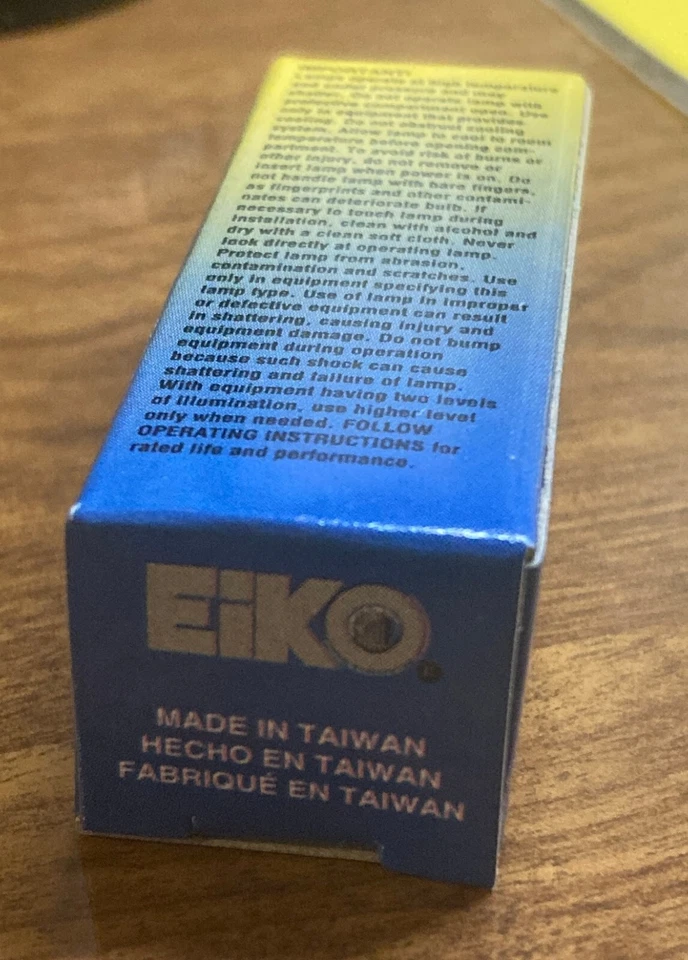 IMPORTANT!
Lamps operate at high temperature
and under pressure and may
shatter. Do not operate lamp with
protective compartment open. Use
only in equipment that provides
cooling. Do not obstruct cooling
system. Allow lamp to cool to room
temperature before opening com-
partment. To avoid risk of burns or
other injury, do not remove or
insert lamp when power is on. Do
not handle lamp with bare fingers,
as fingerprints and other contami-
nates can deteriorate bulb. If
necessary to touch lamp during
installation, clean with alcohol and
dry with a clean soft cloth. Never
look directly at operating lamp.
Protect lamp from abrasion,
contamination and scratches. Use
only in equipment specifying this
lamp type. Use of lamp in improper
or defective equipment can result
in shattering, causing injury and
equipment damage. Do not bump
equipment during operation
because such shock can cause
shattering and failure of lamp.
With equipment having two levels
of illumination, use higher level
only when needed. FOLLOW
OPERATING INSTRUCTIONS for
rated life and performance.
EiKO®
MADE IN TAIWAN
HECHO EN TAIWAN
FABRIQUÉ EN TAIWAN